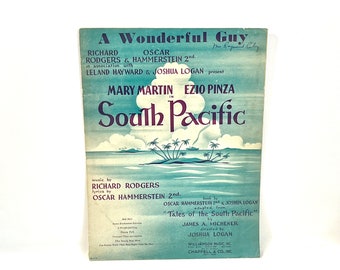 A Wonderful Guy
RICHARD OSCAR
RODGERS & HAMMERSTEIN 2nd
in association with
LELAND HAYWARD & JOSHUA LOGAN present
MARY MARTIN EZIO PINZA
in
South Pacific
music by
RICHARD RODGERS
lyrics by
OSCAR HAMMERSTEIN 2nd
book by
OSCAR HAMMERSTEIN 2nd & JOSHUA LOGAN
adapted from
"Tales of the South Pacific"
JAMES A. MICHENER
directed by
JOSHUA LOGAN
WILLIAMSON MUSIC INC.
CHAPPELL & CO. INC.